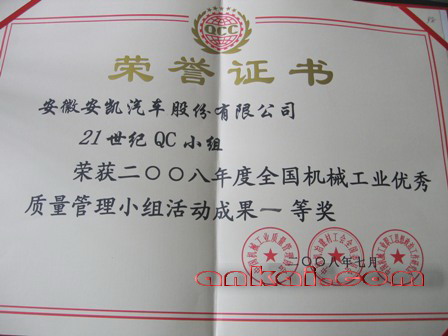 QCC
荣誉证书
安徽安凯汽车股份有限公司
21世纪QC小组
荣获二〇〇八年度全国机械工业优秀
质量管理小组活动成果一等奖
二〇〇八年七月
ankai.com